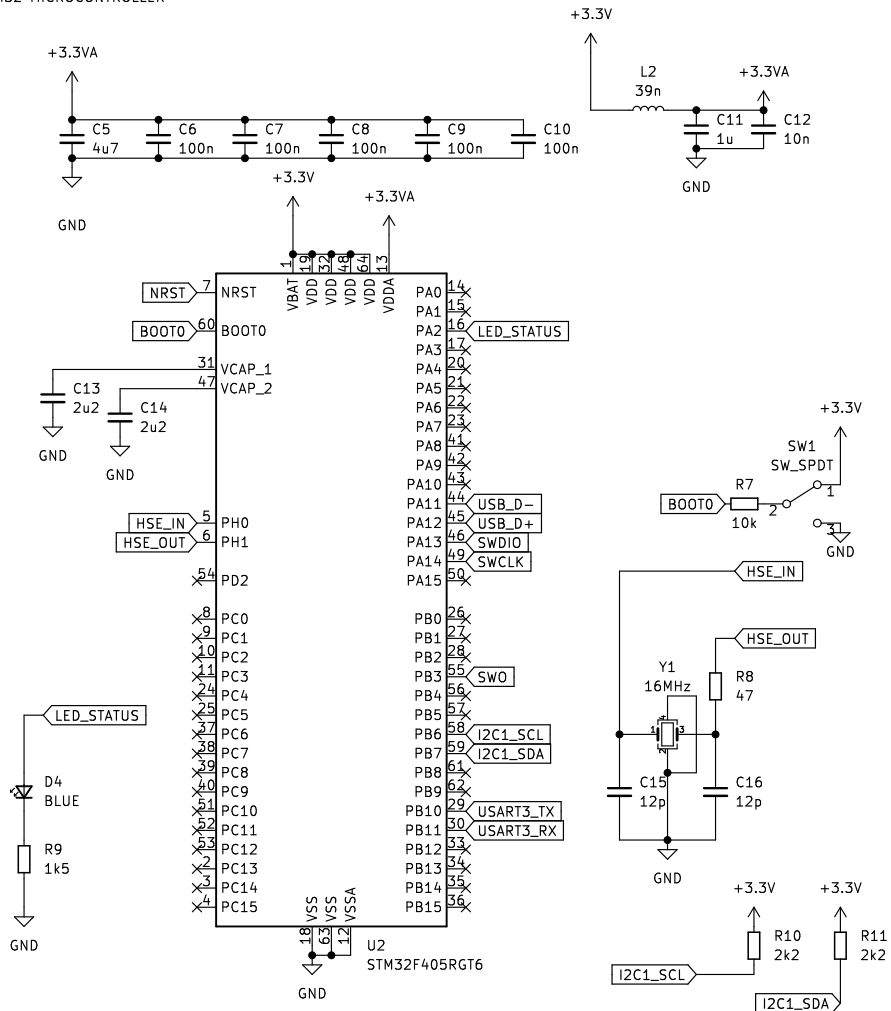 +3.3VA
C5
4u7
C6
100n
C7
100n
C8
100n
C9
100n
C10
100n
GND
+3.3V
L2
39n
+3.3VA
C11
1u
C12
10n
GND
+3.3V
+3.3VA
1 19 32 48 64 13
VBAT VDD VDD VDD VDD VDDA
NRST 7 NRST
BOOT0 60 BOOT0
31 VCAP_1
47 VCAP_2
C13
2u2
GND
C14
2u2
GND
HSE_IN 5 PH0
HSE_OUT 6 PH1
54 PD2
8 PC0
9 PC1
10 PC2
11 PC3
24 PC4
25 PC5
37 PC6
38 PC7
39 PC8
40 PC9
51 PC10
52 PC11
53 PC12
2 PC13
3 PC14
4 PC15
PA0 14
PA1 15
PA2 16 LED_STATUS
PA3 17
PA4 20
PA5 21
PA6 22
PA7 23
PA8 41
PA9 42
PA10 43
PA11 44 USB_D-
PA12 45 USB_D+
PA13 46 SWDIO
PA14 49 SWCLK
PA15 50
PB0 26
PB1 27
PB2 28
PB3 55 SWO
PB4 56
PB5 57
PB6 58 I2C1_SCL
PB7 59 I2C1_SDA
PB8 61
PB9 62
PB10 29 USART3_TX
PB11 30 USART3_RX
PB12 33
PB13 34
PB14 35
PB15 36
VSS VSS VSSA
18 63 12
U2
STM32F405RGT6
GND
LED_STATUS
D4
BLUE
R9
1k5
GND
+3.3V
SW1
SW_SPDT
BOOT0
R7
10k
2
1
3
GND
HSE_IN
HSE_OUT
R8
47
Y1
16MHz
1
2
3
4
C15
12p
C16
12p
GND
+3.3V
R10
2k2
I2C1_SCL
+3.3V
R11
2k2
I2C1_SDA